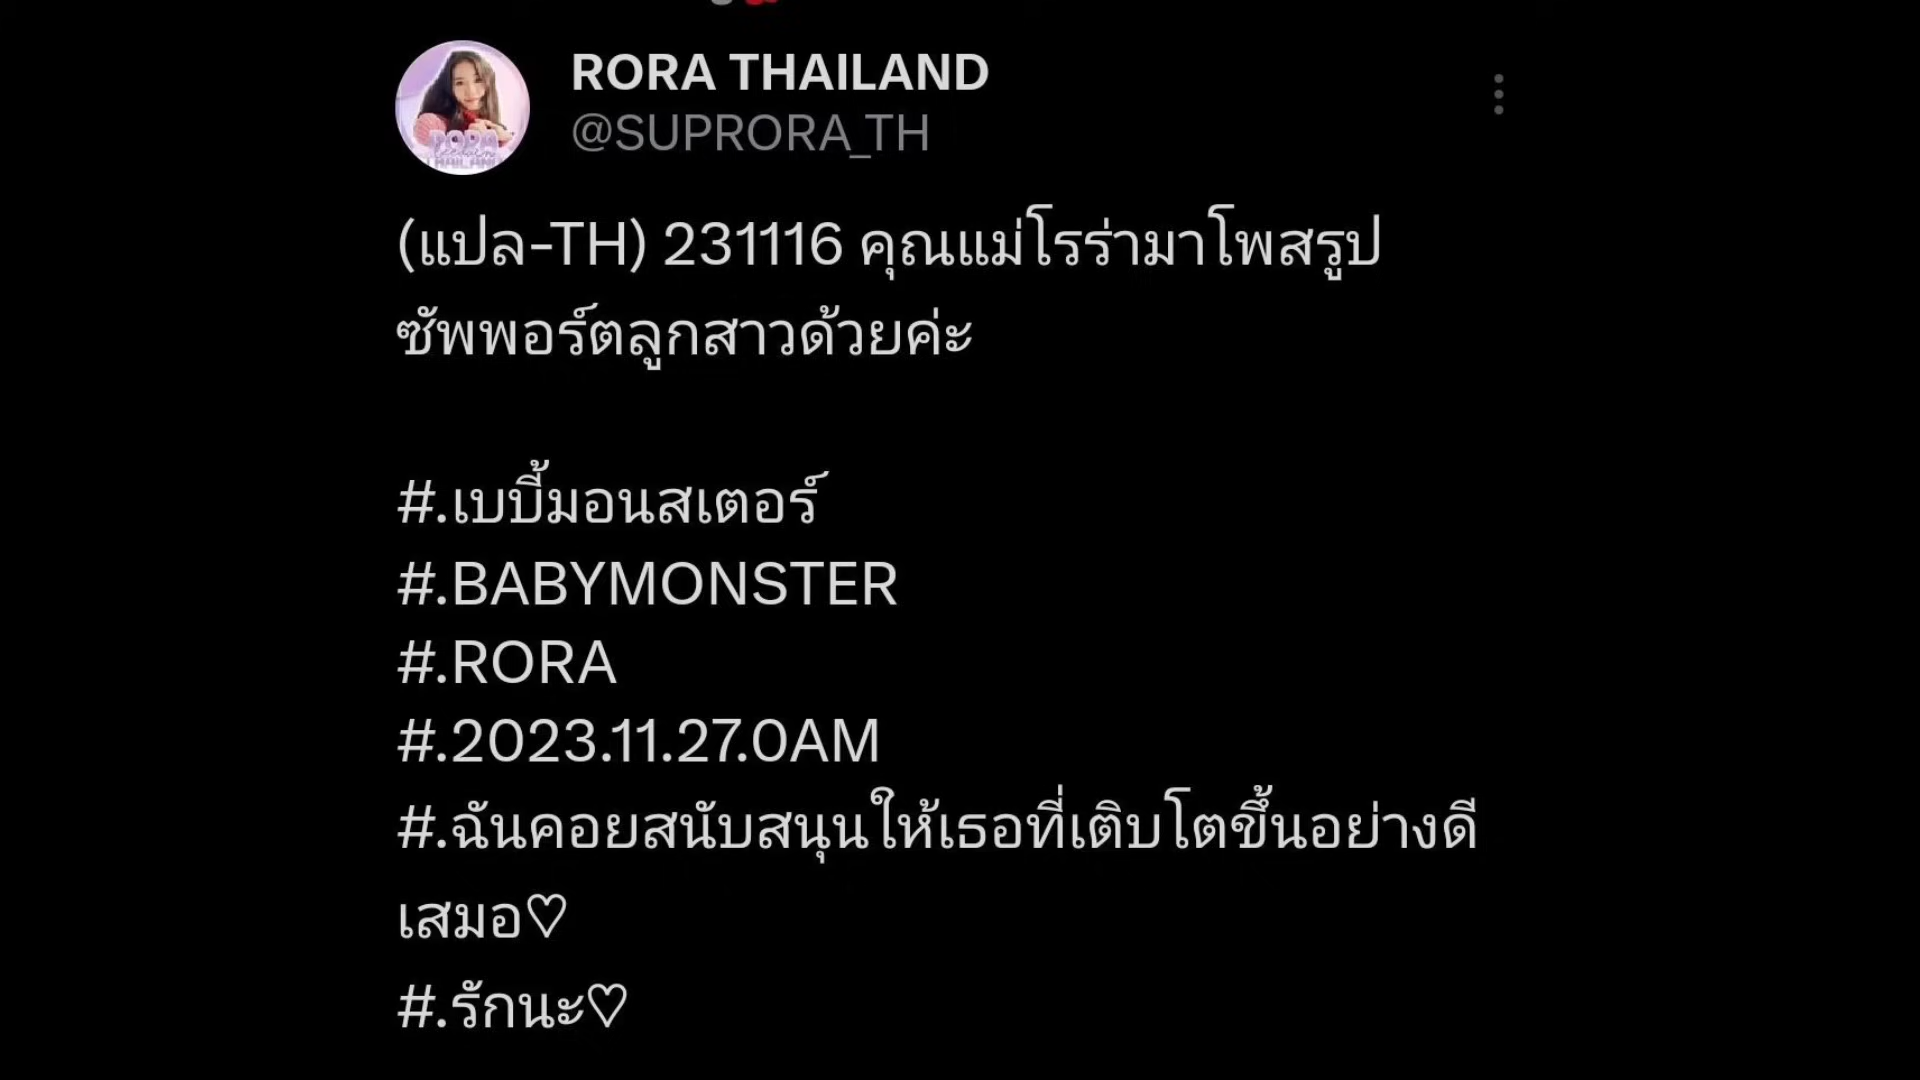 RORA THAILAND
@SUPRORA_TH
(แปล-TH) 231116 คุณแม่โรร่ามาโพสรูป
ซัพพอร์ตลูกสาวด้วยค่ะ
#.เบบี้มอนสเตอร์
#.BABYMONSTER
#.RORA
#.2023.11.27.0AM
#.ฉันคอยสนับสนุนให้เธอที่เติบโตขึ้นอย่างดี
เสมอ♡
#.รักนะ♡